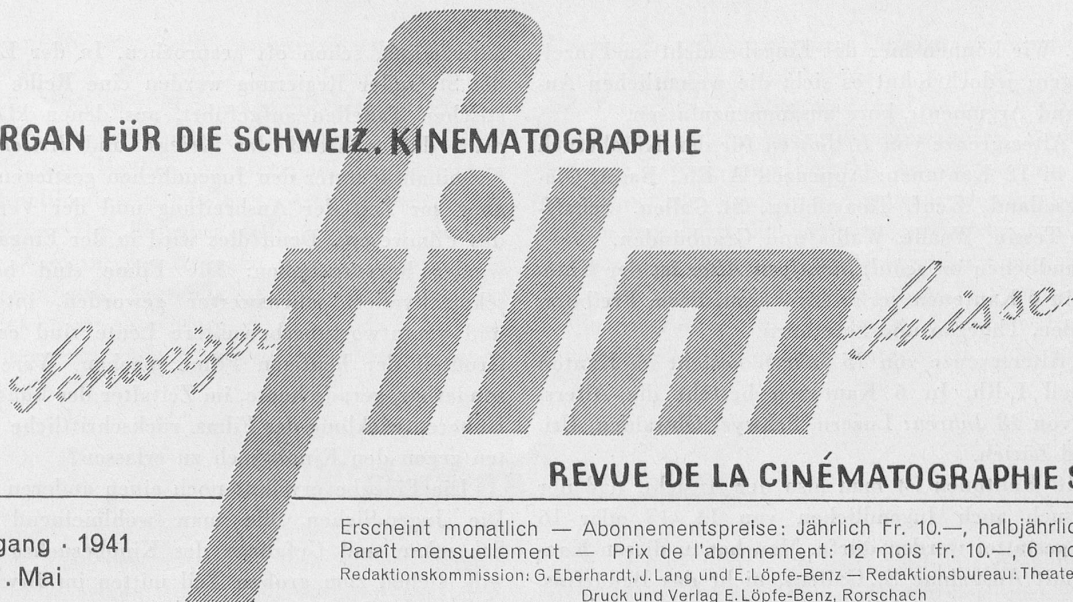 RGAN FÜR DIE SCHWEIZ. KINEMATOGRAPHIE
Schweizer film Suisse
REVUE DE LA CINÉMATOGRAPHIE S
gang · 1941
Mai
Erscheint monatlich — Abonnementspreise: Jährlich Fr. 10.—, halbjährlic
Paraît mensuellement — Prix de l'abonnement: 12 mois fr. 10.-, 6 mo
Redaktionskommission: G. Eberhardt, J. Lang, und E. Löpfe-Benz — Redaktionsbureau: Theate
Druck und Verlag E. Löpfe-Benz, Rorschach